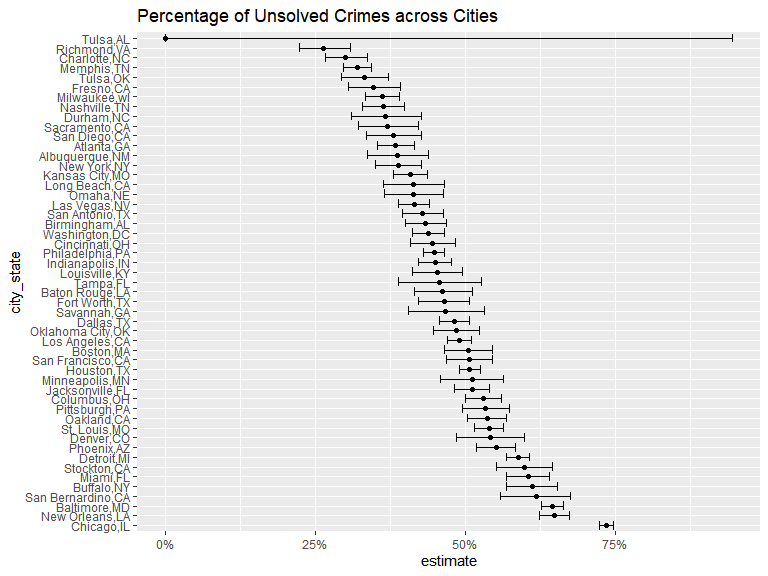 Percentage of Unsolved Crimes across Cities
city_state
Tulsa,AL
Richmond,VA
Charlotte,NC
Memphis,TN
Tulsa,OK
Fresno,CA
Milwaukee,wI
Nashville,TN
Durham,NC
Sacramento,CA
San Diego,CA
Atlanta,GA
Albuquerque,NM
New York,NY
Kansas City,MO
Long Beach,CA
Omaha,NE
Las Vegas,NV
San Antonio,TX
Birmingham,AL
Washington,DC
Cincinnati,OH
Philadelphia,PA
Indianapolis,IN
Louisville,KY
Tampa,FL
Baton Rouge,LA
Fort Worth,TX
Savannah,GA
Dallas,TX
Oklahoma City,OK
Los Angeles,CA
Boston,MA
San Francisco,CA
Houston,TX
Minneapolis,MN
Jacksonville,FL
Columbus,OH
Pittsburgh,PA
Oakland,CA
St. Louis,MO
Denver,CO
Phoenix,AZ
Detroit,MI
Stockton,CA
Miami,FL
Buffalo,NY
San Bernardino,CA
Baltimore,MD
New Orleans,LA
Chicago,IL
0% 25% 50% 75%
estimate